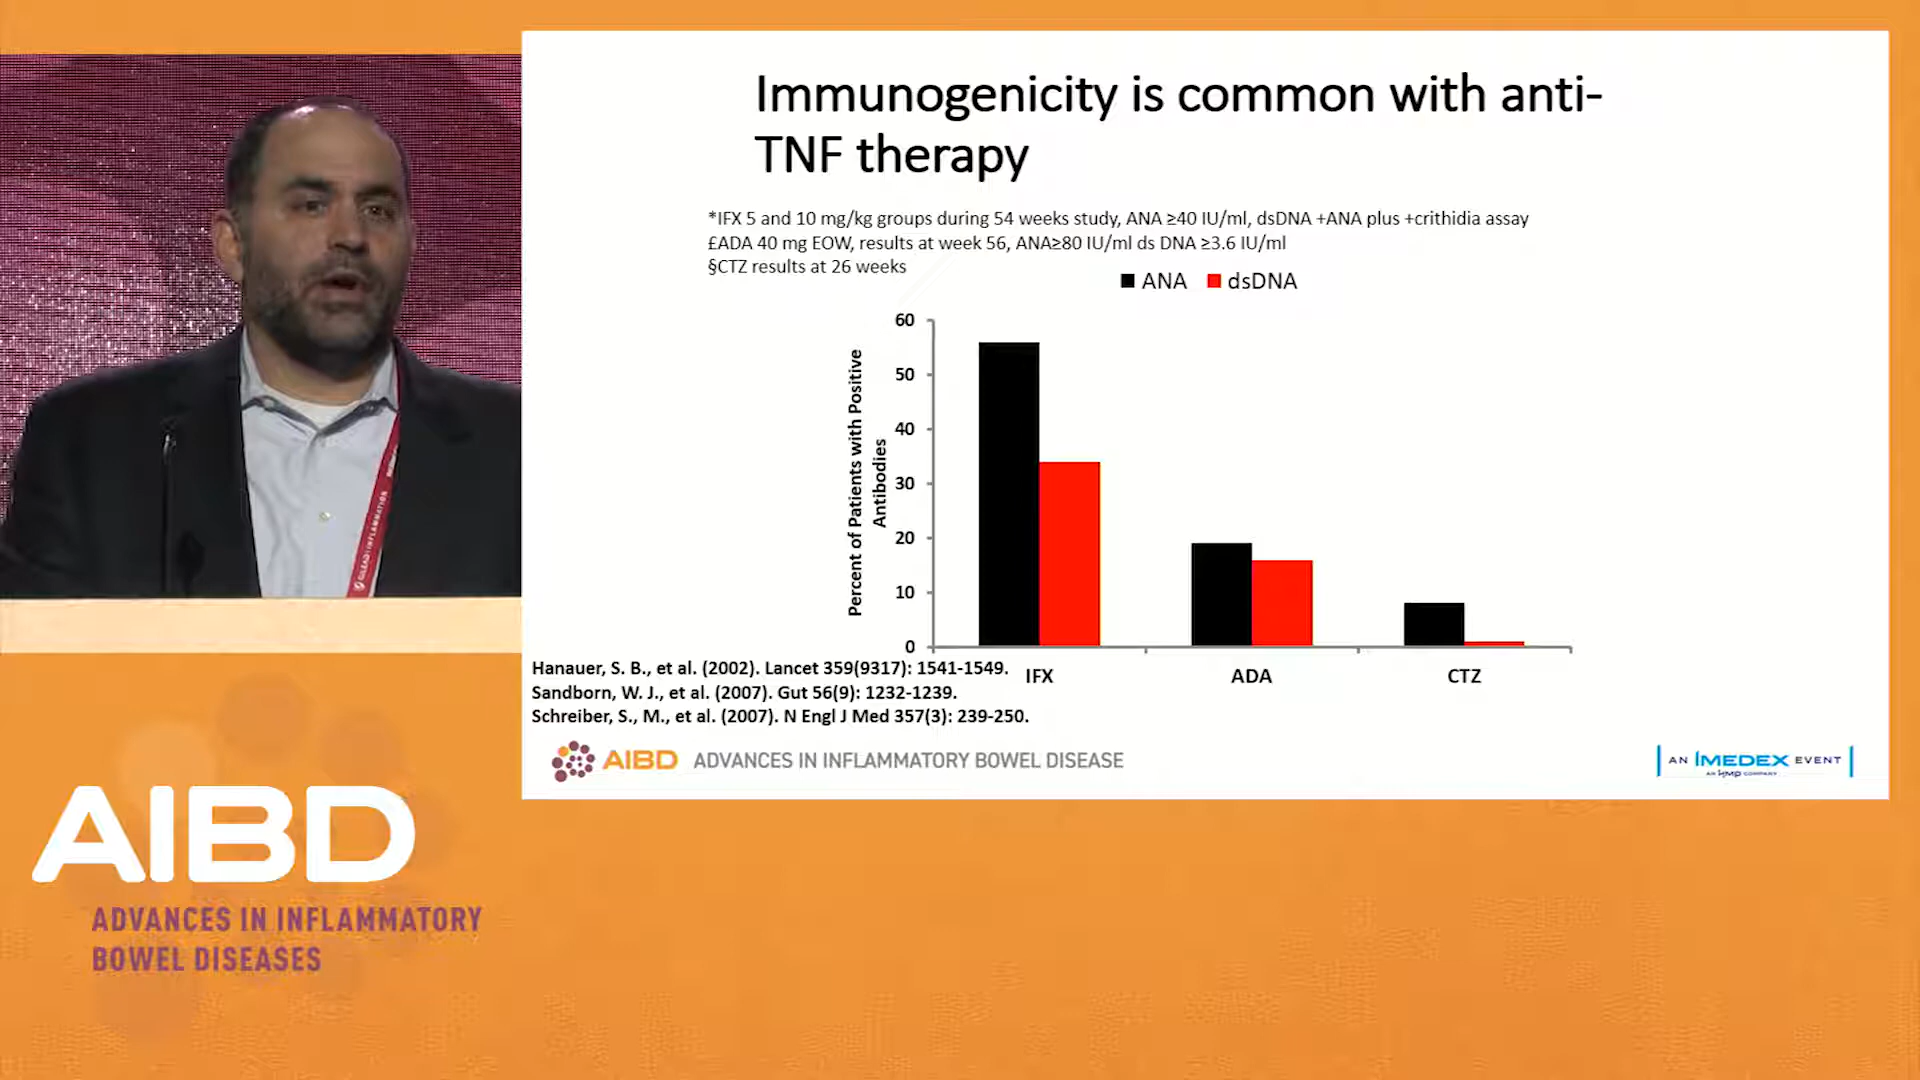 Immunogenicity is common with anti-
TNF therapy
*IFX 5 and 10 mg/kg groups during 54 weeks study, ANA ≥40 IU/ml, dsDNA +ANA plus +crithidia assay
£ADA 40 mg EOW, results at week 56, ANA≥80 IU/ml ds DNA ≥3.6 IU/ml
§CTZ results at 26 weeks
ANA dsDNA
60
50
40
30
20
10
0
Percent of Patients with Positive
Antibodies
IFX ADA CTZ
Hanauer, S. B., et al. (2002). Lancet 359(9317): 1541-1549.
Sandborn, W. J., et al. (2007). Gut 56(9): 1232-1239.
Schreiber, S., M., et al. (2007). N Engl J Med 357(3): 239-250.
AIBD ADVANCES IN INFLAMMATORY BOWEL DISEASE
AN IMEDEX EVENT
AN hmp COMPANY
GILEAD INFLAMMATION
AIBD
ADVANCES IN INFLAMMATORY
BOWEL DISEASES